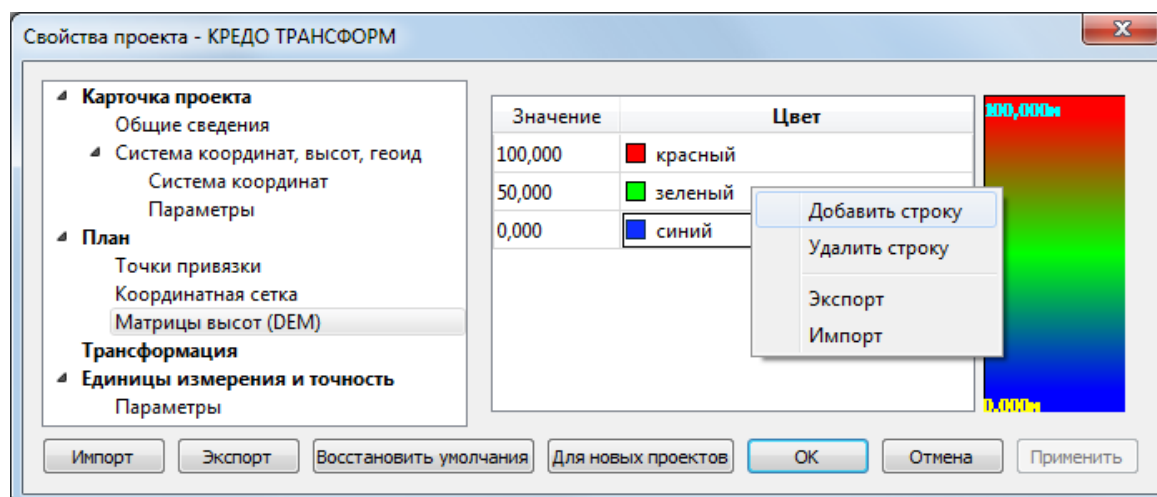 Свойства проекта - КРЕДО ТРАНСФОРМ
Карточка проекта
Общие сведения
Система координат, высот, геоид
Система координат
Параметры
План
Точки привязки
Координатная сетка
Матрицы высот (DEM)
Трансформация
Единицы измерения и точность
Параметры
Значение Цвет
100,000 красный
50,000 зеленый
0,000 синий
Добавить строку
Удалить строку
Экспорт
Импорт
100,000м
0,000м
Импорт Экспорт Восстановить умолчания Для новых проектов OK Отмена Применить